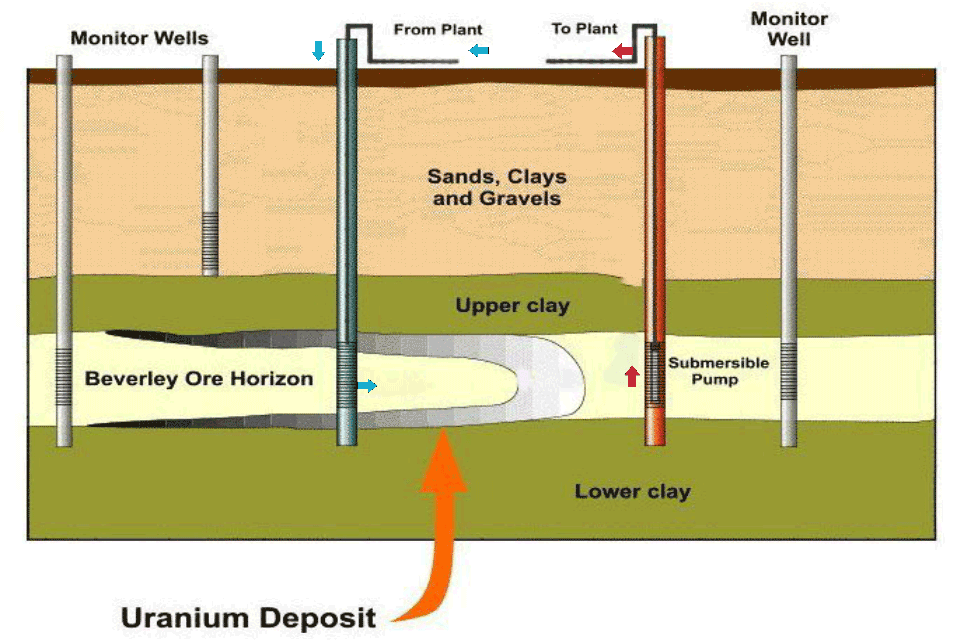 Monitor Wells
From Plant
To Plant
Monitor
Well
Sands, Clays
and Gravels
Upper clay
Beverley Ore Horizon
Submersible
Pump
Lower clay
Uranium Deposit